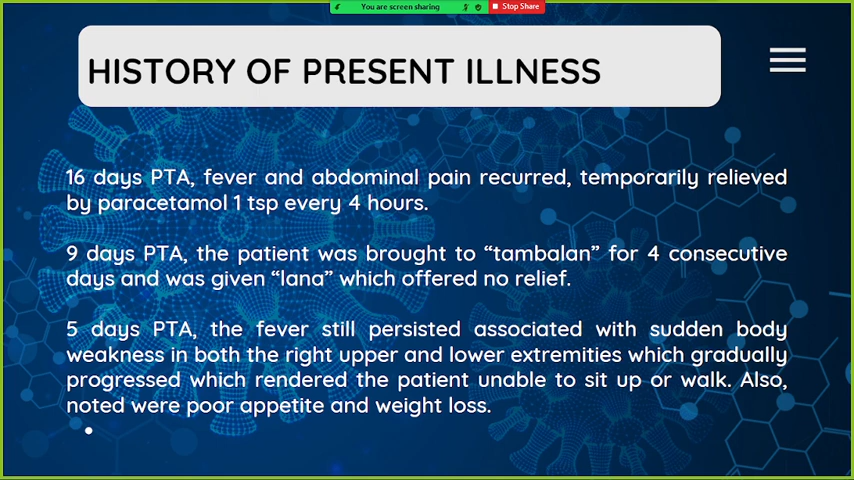 You are screen sharing
Stop Share
HISTORY OF PRESENT ILLNESS
16 days PTA, fever and abdominal pain recurred, temporarily relieved
by paracetamol 1 tsp every 4 hours.
9 days PTA, the patient was brought to “tambalan” for 4 consecutive
days and was given “lana” which offered no relief.
5 days PTA, the fever still persisted associated with sudden body
weakness in both the right upper and lower extremities which gradually
progressed which rendered the patient unable to sit up or walk. Also,
noted were poor appetite and weight loss.